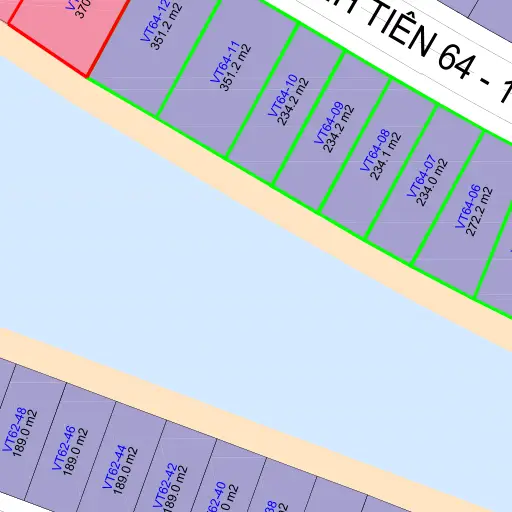 370
VT64-12
351.2 m2
VT64-11
351.2 m2
VT64-10
234.2 m2
VT64-09
234.2 m2
VT64-08
234.1 m2
VT64-07
234.0 m2
VT64-06
272.2 m2
TIÊN 64 - 1
VT62-48
189.0 m2
VT62-46
189.0 m2
VT62-44
189.0 m2
VT62-42
189.0 m2
62-40
0 m2
38